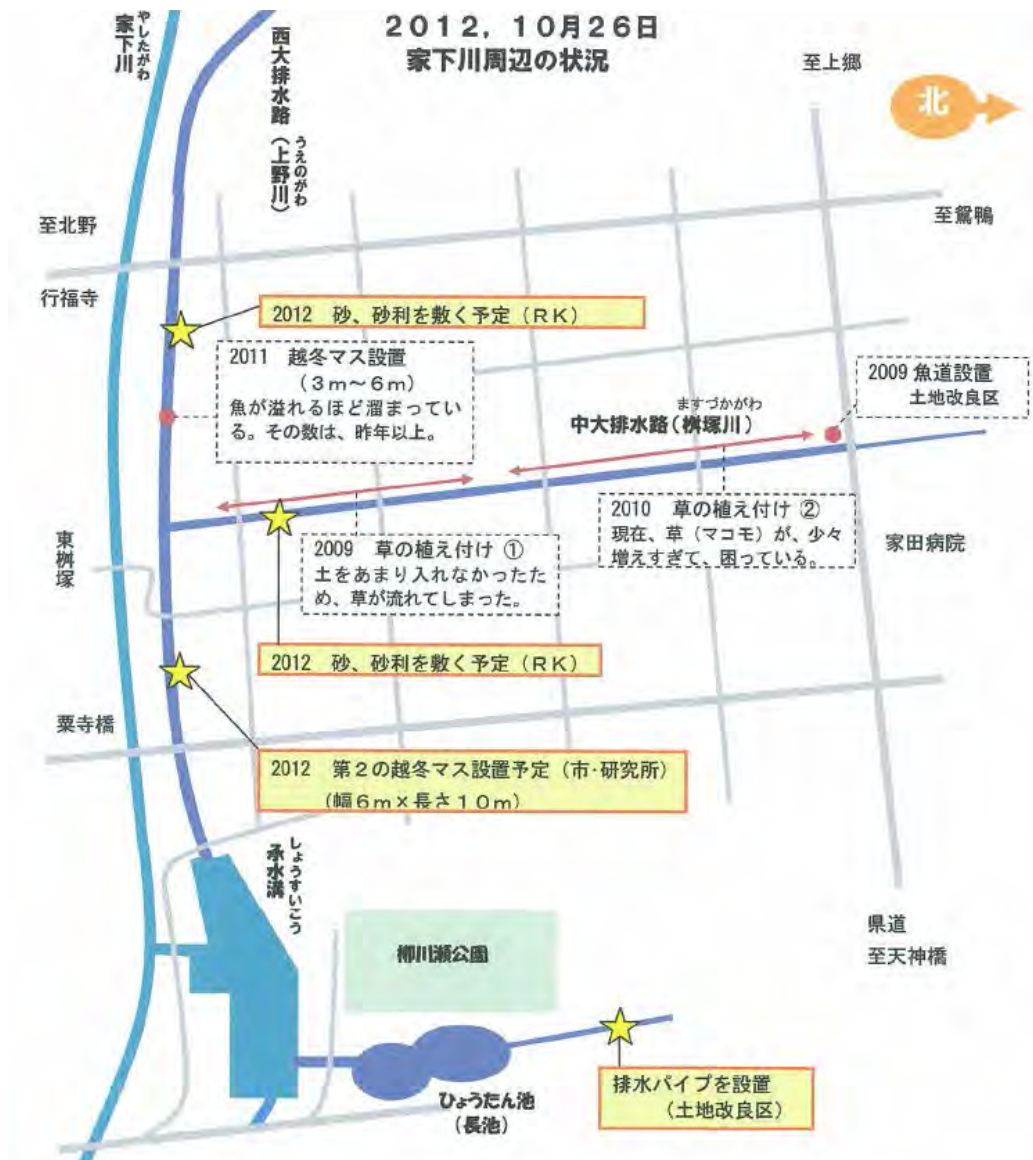 2012，10月26日
家下川周辺の状況
やしたがわ
家下川
西大排水路（上野川）
うえのがわ
至上郷
北
至北野
至鴛鴨
行福寺
2012　砂、砂利を敷く予定（ＲＫ）
2011　越冬マス設置
（３ｍ～６ｍ）
魚が溢れるほど溜まってい
る。その数は、昨年以上。
2009 魚道設置
土地改良区
ますづかがわ
中大排水路（桝塚川）
2009　草の植え付け ①
土をあまり入れなかったた
め、草が流れてしまった。
2010　草の植え付け ②
現在、草（マコモ）が、少々
増えすぎて、困っている。
家田病院
東桝塚
2012　砂、砂利を敷く予定（ＲＫ）
粟寺橋
2012　第２の越冬マス設置予定（市・研究所）
（幅６ｍ×長さ１０ｍ）
しょうすいこう
承水溝
柳川瀬公園
県道
至天神橋
ひょうたん池
（長池）
排水パイプを設置
（土地改良区）